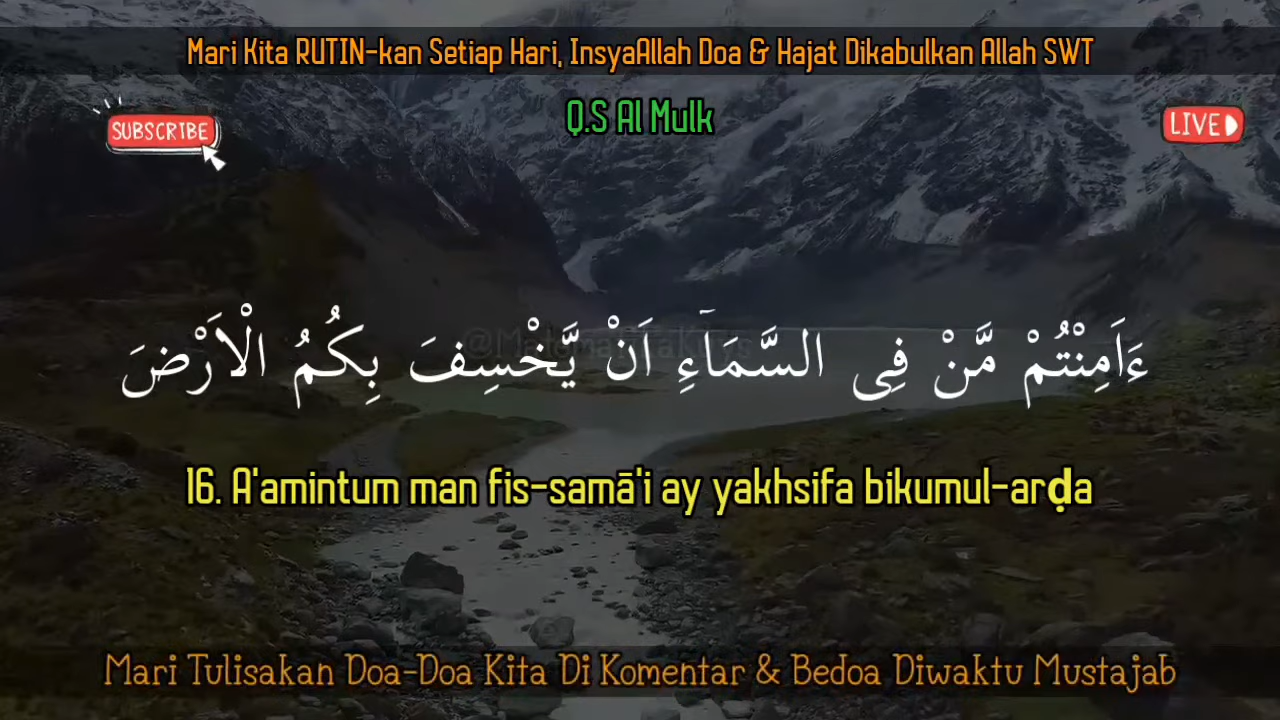 Mari Kita RUTIN-kan Setiap Hari, InsyaAllah Doa & Hajat Dikabulkan Allah SWT
Q.S Al Mulk
SUBSCRIBE
LIVE
ءَاَمِنْتُمْ مَّنْ فِى السَّمَآءِ اَنْ يَّخْسِفَ بِكُمُ الْاَرْضَ
16. A'amintum man fis-samā'i ay yakhsifa bikumul-arḍa
Mari Tulisakan Doa-Doa Kita Di Komentar & Bedoa Diwaktu Mustajab